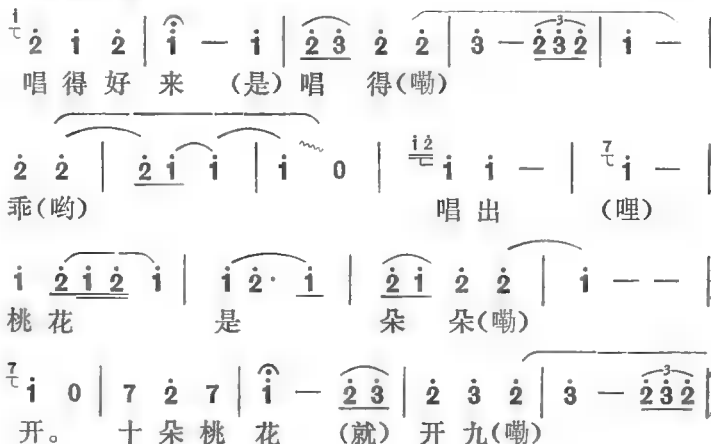 唱得好来 (是) 唱 得(嘞)
乖(哟) 唱出 (哩)
桃花 是 朵 朵(嘞)
开。 十朵桃花 (就) 开九(嘞)